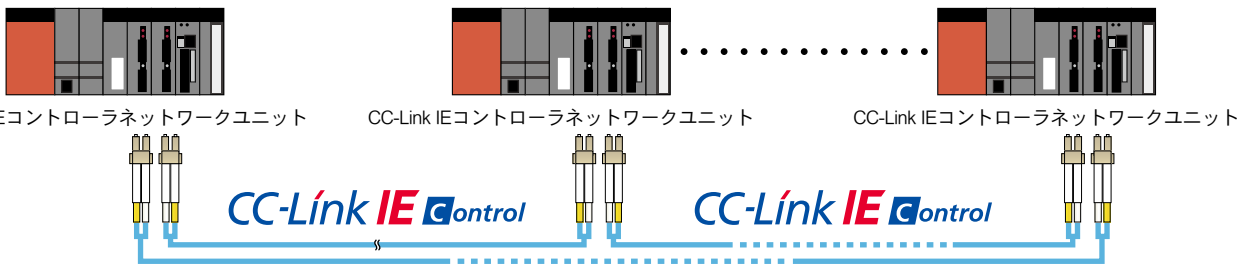 Eコントローラネットワークユニット
CC-Link IEコントローラネットワークユニット
CC-Link IEコントローラネットワークユニット
CC-Link IE Control
CC-Link IE Control